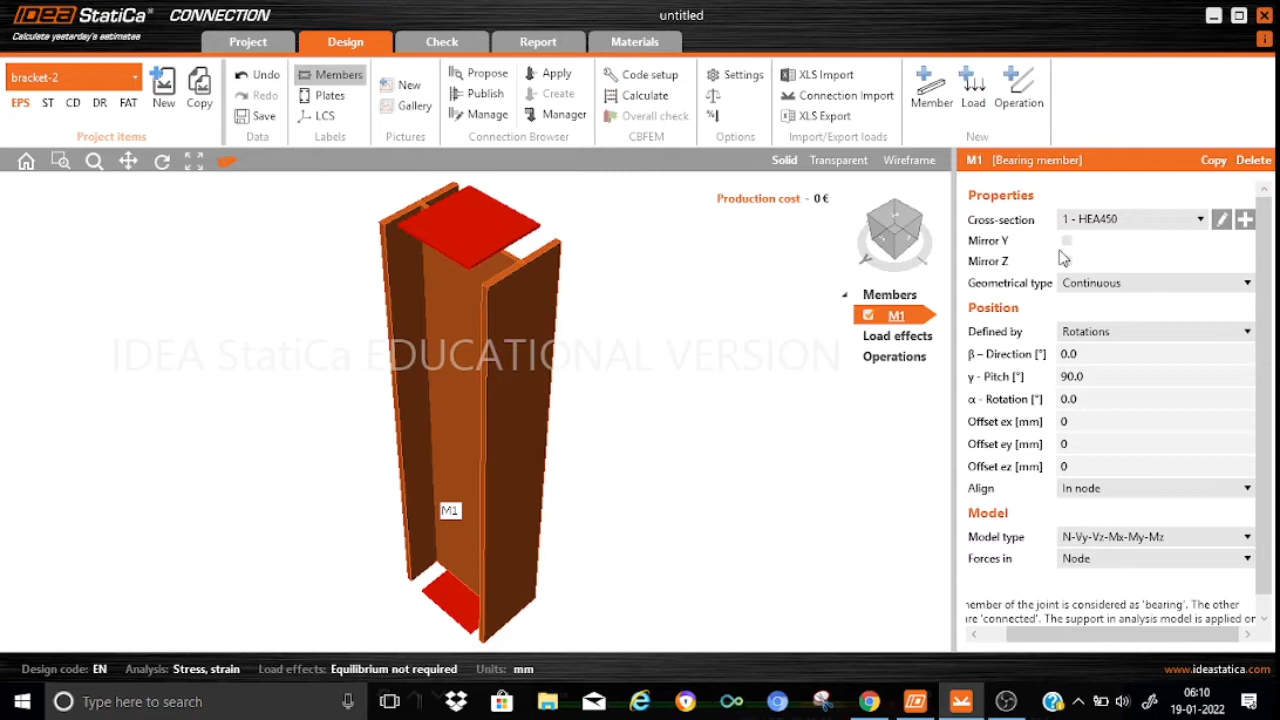 IDEA StatiCa® CONNECTION
Calculate yesterday's estimates
untitled
Project Design Check Report Materials
bracket-2
EPS ST CD DR FAT
New
Copy
Project items
Undo
Redo
Save
Data
Members
Plates
LCS
Labels
New
Gallery
Pictures
Propose
Publish
Manage
Apply
Create
Manager
Connection Browser
Code setup
Calculate
Overall check
CBFEM
Settings
Options
XLS Import
Connection Import
XLS Export
Import/Export loads
Member
Load
Operation
New
Solid Transparent Wireframe
M1 [Bearing member] Copy Delete
Production cost - 0 €
Members
M1
Load effects
Operations
IDEA StatiCa EDUCATIONAL VERSION
M1
Properties
Cross-section 1 - HEA450
Mirror Y
Mirror Z
Geometrical type Continuous
Position
Defined by Rotations
β – Direction [°] 0.0
γ - Pitch [°] 90.0
α - Rotation [°] 0.0
Offset ex [mm] 0
Offset ey [mm] 0
Offset ez [mm] 0
Align In node
Model
Model type N-Vy-Vz-Mx-My-Mz
Forces in Node
member of the joint is considered as 'bearing'. The other
are 'connected'. The support in analysis model is applied or
Design code: EN Analysis: Stress, strain Load effects: Equilibrium not required Units: mm
www.ideastatica.com
Type here to search
06:10
19-01-2022